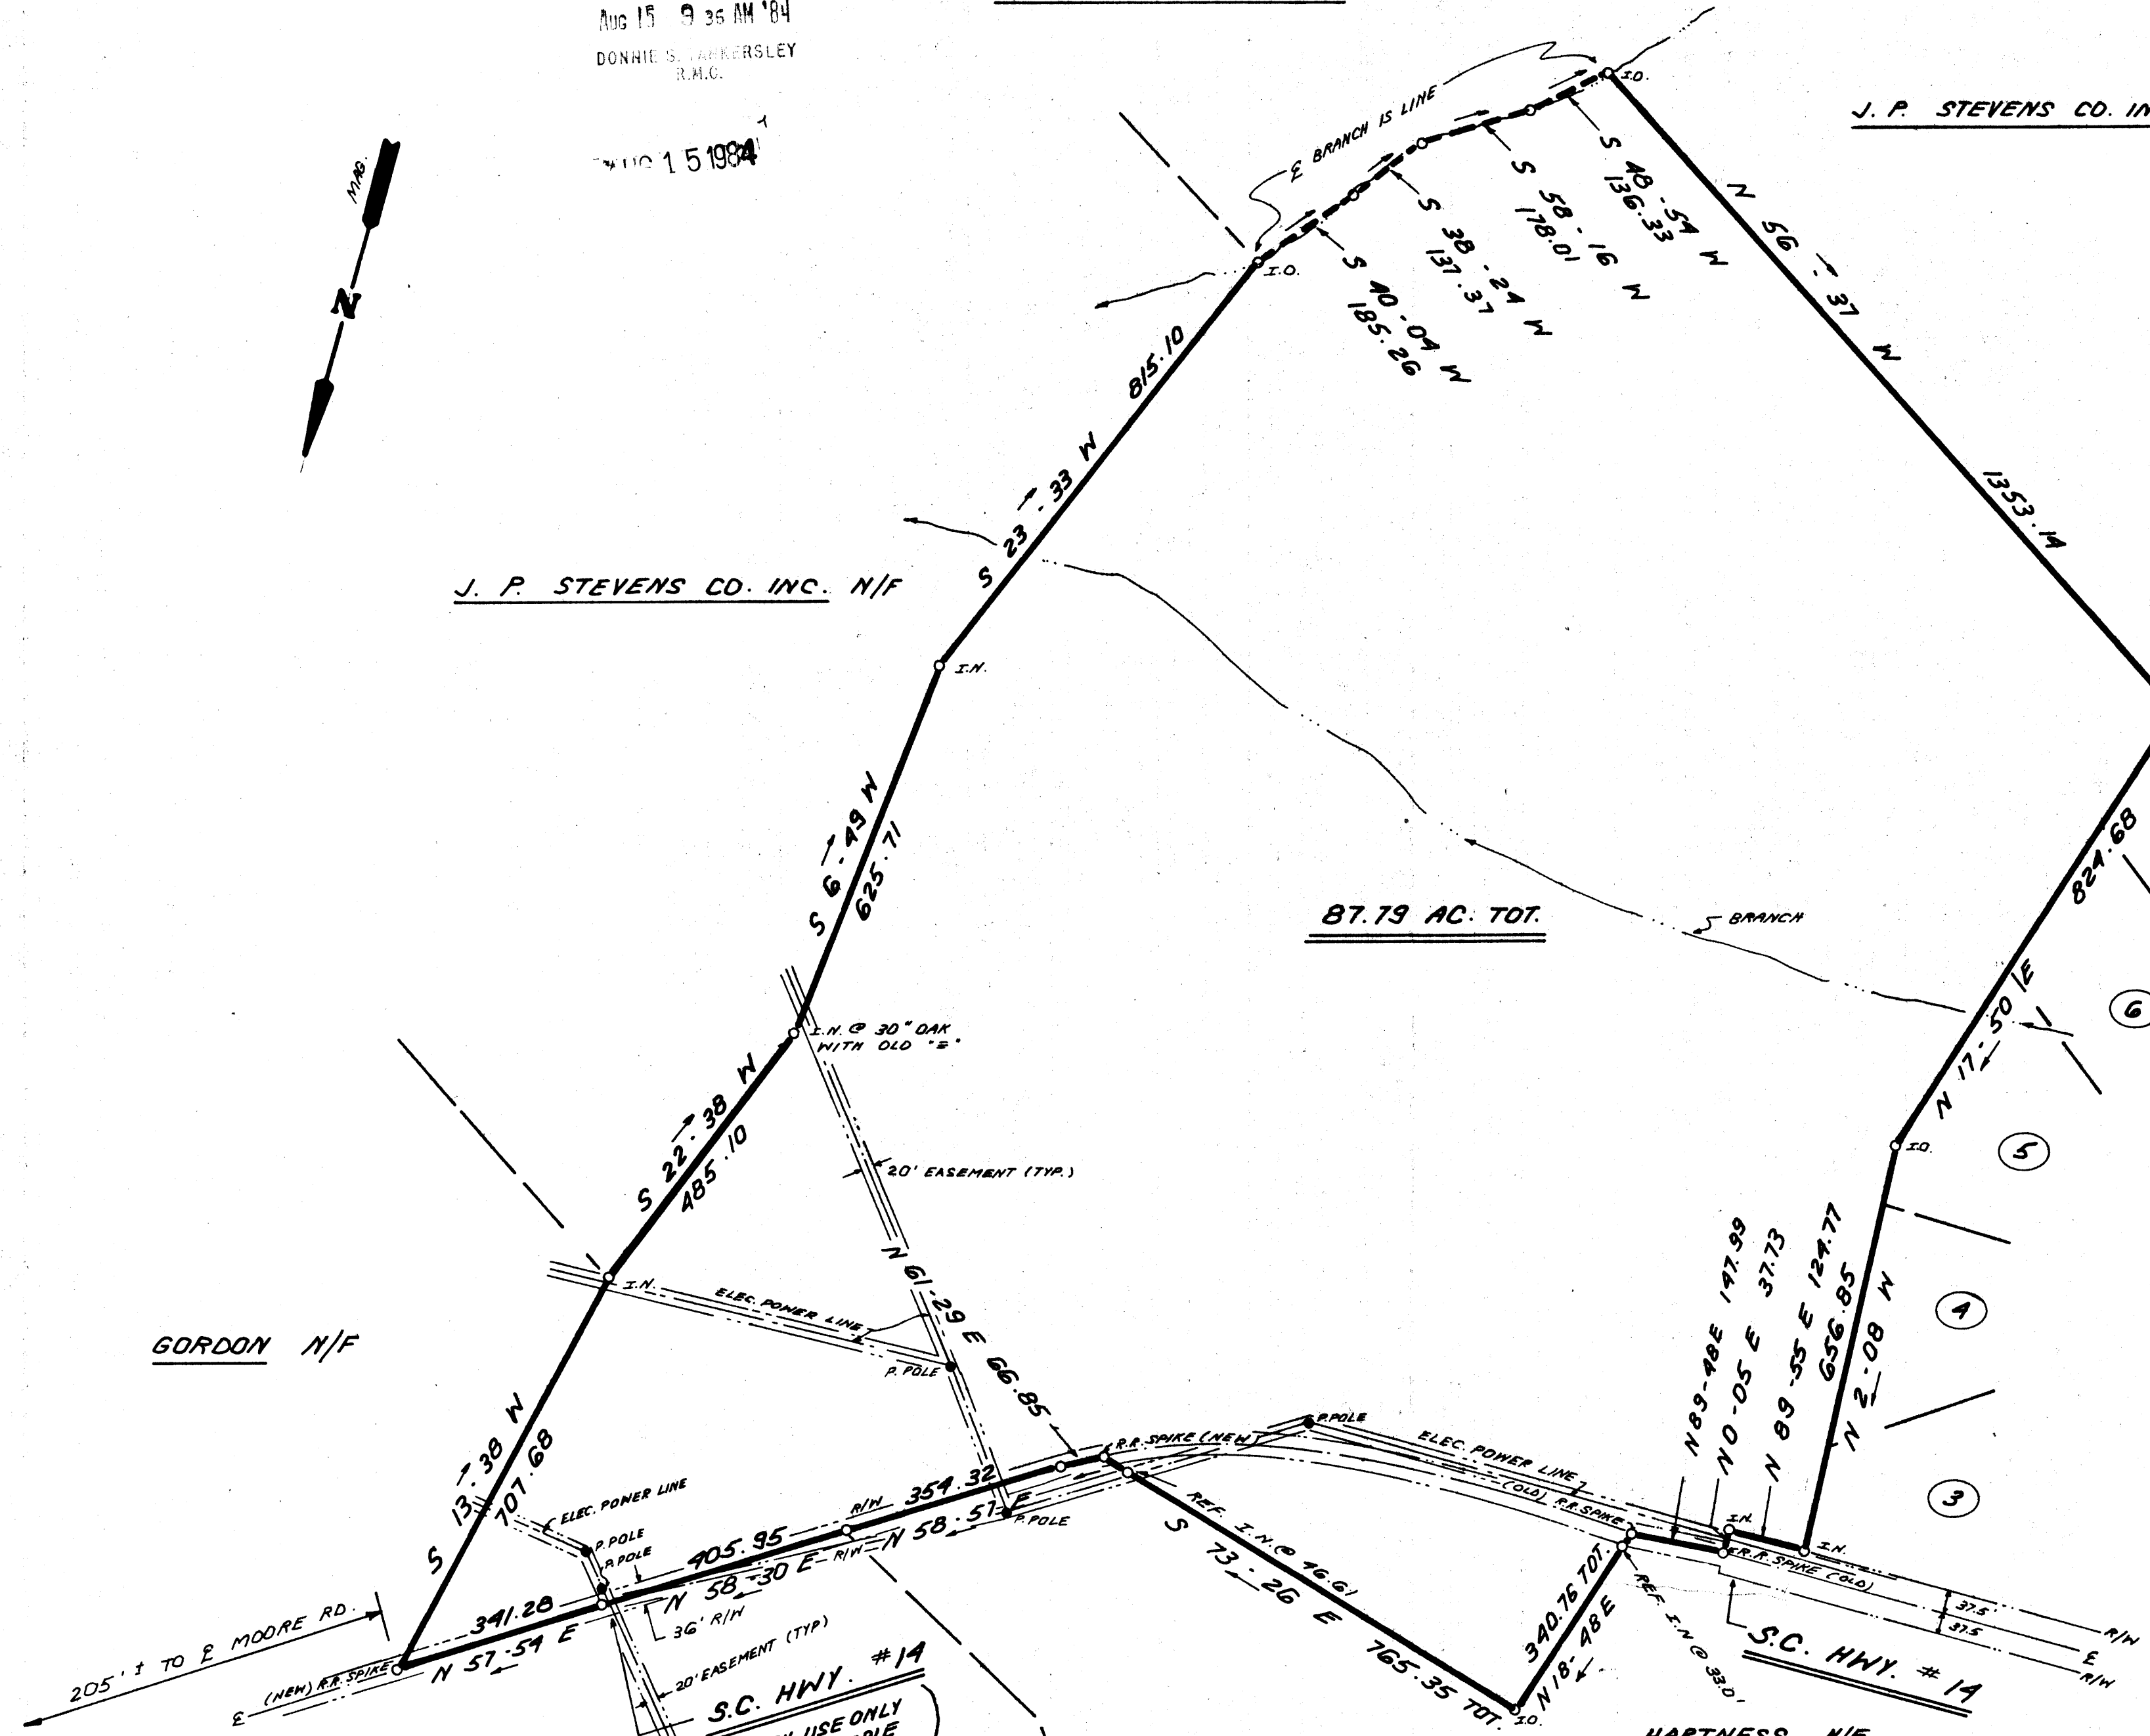 AUG 15 9 36 AM '84
DONNIE S. TANKERSLEY
R.M.C.
AUG 15 1984
MAG.
N
℄ BRANCH IS LINE
I.O.
J. P. STEVENS CO. IN
S 48-54 W
136.33
S 58-16 W
178.01
S 38-24 W
137.37
S 40-04 W
185.26
I.O.
N 56-37 W
1353.14
S 23-33 W
815.10
J. P. STEVENS CO. INC. N/F
I.N.
S 6-49 W
625.71
87.79 AC. TOT.
BRANCH
824.68
N 17-50 E
6
I.N. @ 30" OAK
WITH OLD "≡"
S 22-38 W
485.10
20' EASEMENT (TYP.)
I.O.
5
I.N.
ELEC. POWER LINE
P. POLE
N 61-29 E 66.85
GORDON N/F
N 89-48 E 147.99
N 0-05 E 37.73
N 89-55 E 124.77
656.85
N 2-08 W
4
3
S 13-38 W
707.68
ELEC. POWER LINE
P.POLE
P.POLE
R/W
354.32
N 58-57 E
R.R. SPIKE (NEW)
P.POLE
P.POLE
ELEC. POWER LINE
(OLD) R.R. SPIKE
I.N.
I.N.
R.R. SPIKE (OLD)
405.95
N 58-30 E
R/W
36' R/W
341.28
N 57-54 E
REF. I.N. @ 46.61
S 73-26 E
765.35 TOT.
340.76 TOT.
N 18-48 E
REF. I.N @ 33.0'
I.O.
205' ± TO ℄ MOORE RD.
(NEW) R.R. SPIKE
℄
20' EASEMENT (TYP)
S.C. HWY. #14
USE ONLY
37.5'
37.5
R/W
℄
R/W
S.C. HWY. #14
HARTNESS N/F